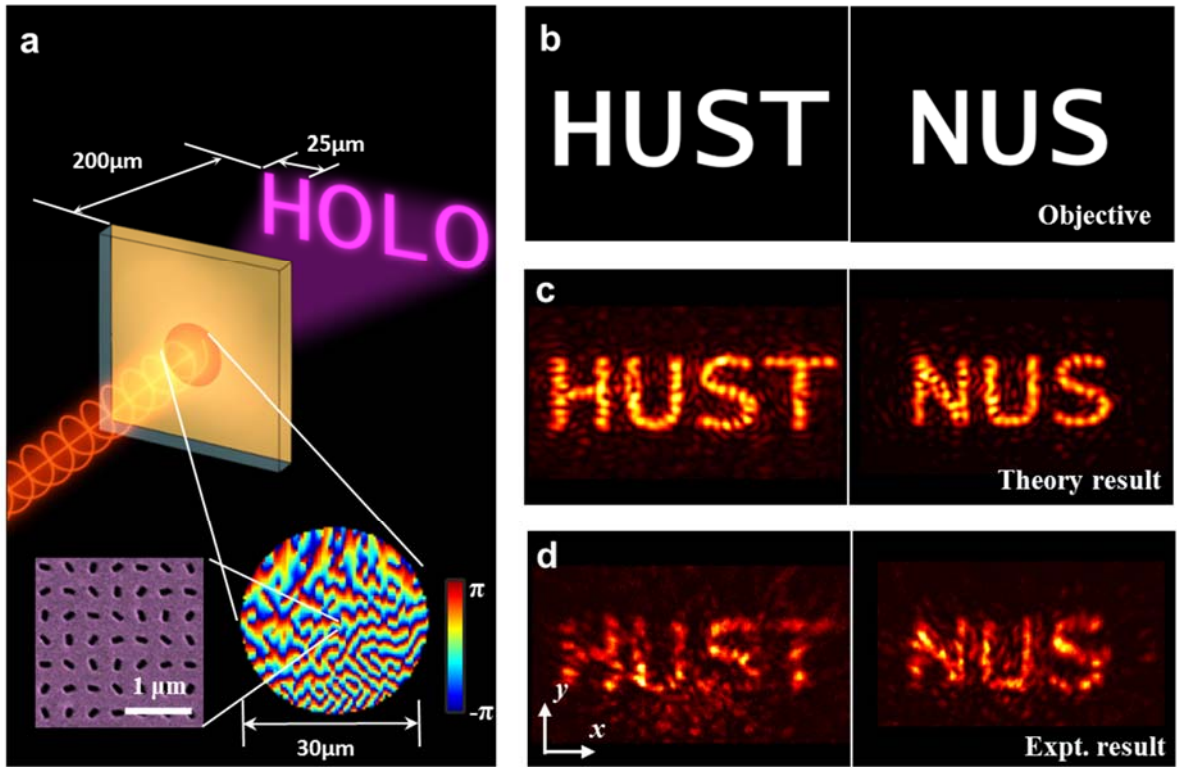 a
200μm
25μm
HOLO
1 μm
π
-π
30μm
b
HUST
NUS
Objective
c
HUST
NUS
Theory result
d
HUST
NUS
y
x
Expt. result